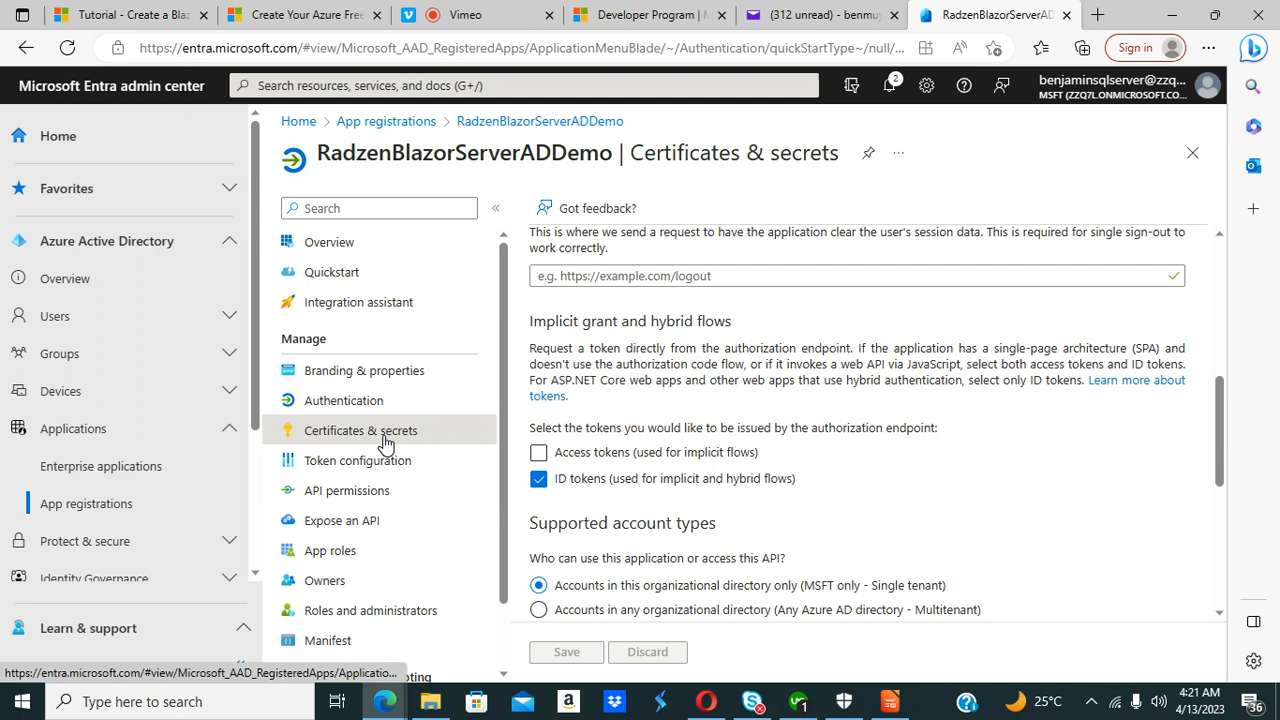 Tutorial - Create a Blaz
Create Your Azure Free
Vimeo
Developer Program | M
(312 unread) - benmuy
RadzenBlazorServerAD
https://entra.microsoft.com/#view/Microsoft_AAD_RegisteredApps/ApplicationMenuBlade/~/Authentication/quickStartType~/null/...
Sign in
Microsoft Entra admin center
Search resources, services, and docs (G+/)
2
benjaminsqlserver@zzq...
MSFT (ZZQ7L.ONMICROSOFT.CO...
Home
Favorites
Azure Active Directory
Overview
Users
Groups
Devices
Applications
Enterprise applications
App registrations
Protect & secure
Identity Governance
Learn & support
Home > App registrations > RadzenBlazorServerADDemo
RadzenBlazorServerADDemo | Certificates & secrets
Search
Overview
Quickstart
Integration assistant
Manage
Branding & properties
Authentication
Certificates & secrets
Token configuration
API permissions
Expose an API
App roles
Owners
Roles and administrators
Manifest
Got feedback?
This is where we send a request to have the application clear the user's session data. This is required for single sign-out to
work correctly.
e.g. https://example.com/logout
Implicit grant and hybrid flows
Request a token directly from the authorization endpoint. If the application has a single-page architecture (SPA) and
doesn't use the authorization code flow, or if it invokes a web API via JavaScript, select both access tokens and ID tokens.
For ASP.NET Core web apps and other web apps that use hybrid authentication, select only ID tokens. Learn more about
tokens.
Select the tokens you would like to be issued by the authorization endpoint:
Access tokens (used for implicit flows)
ID tokens (used for implicit and hybrid flows)
Supported account types
Who can use this application or access this API?
Accounts in this organizational directory only (MSFT only - Single tenant)
Accounts in any organizational directory (Any Azure AD directory - Multitenant)
Save
Discard
https://entra.microsoft.com/#view/Microsoft_AAD_RegisteredApps/Applicatio...
Type here to search
25°C
4:21 AM
4/13/2023
36